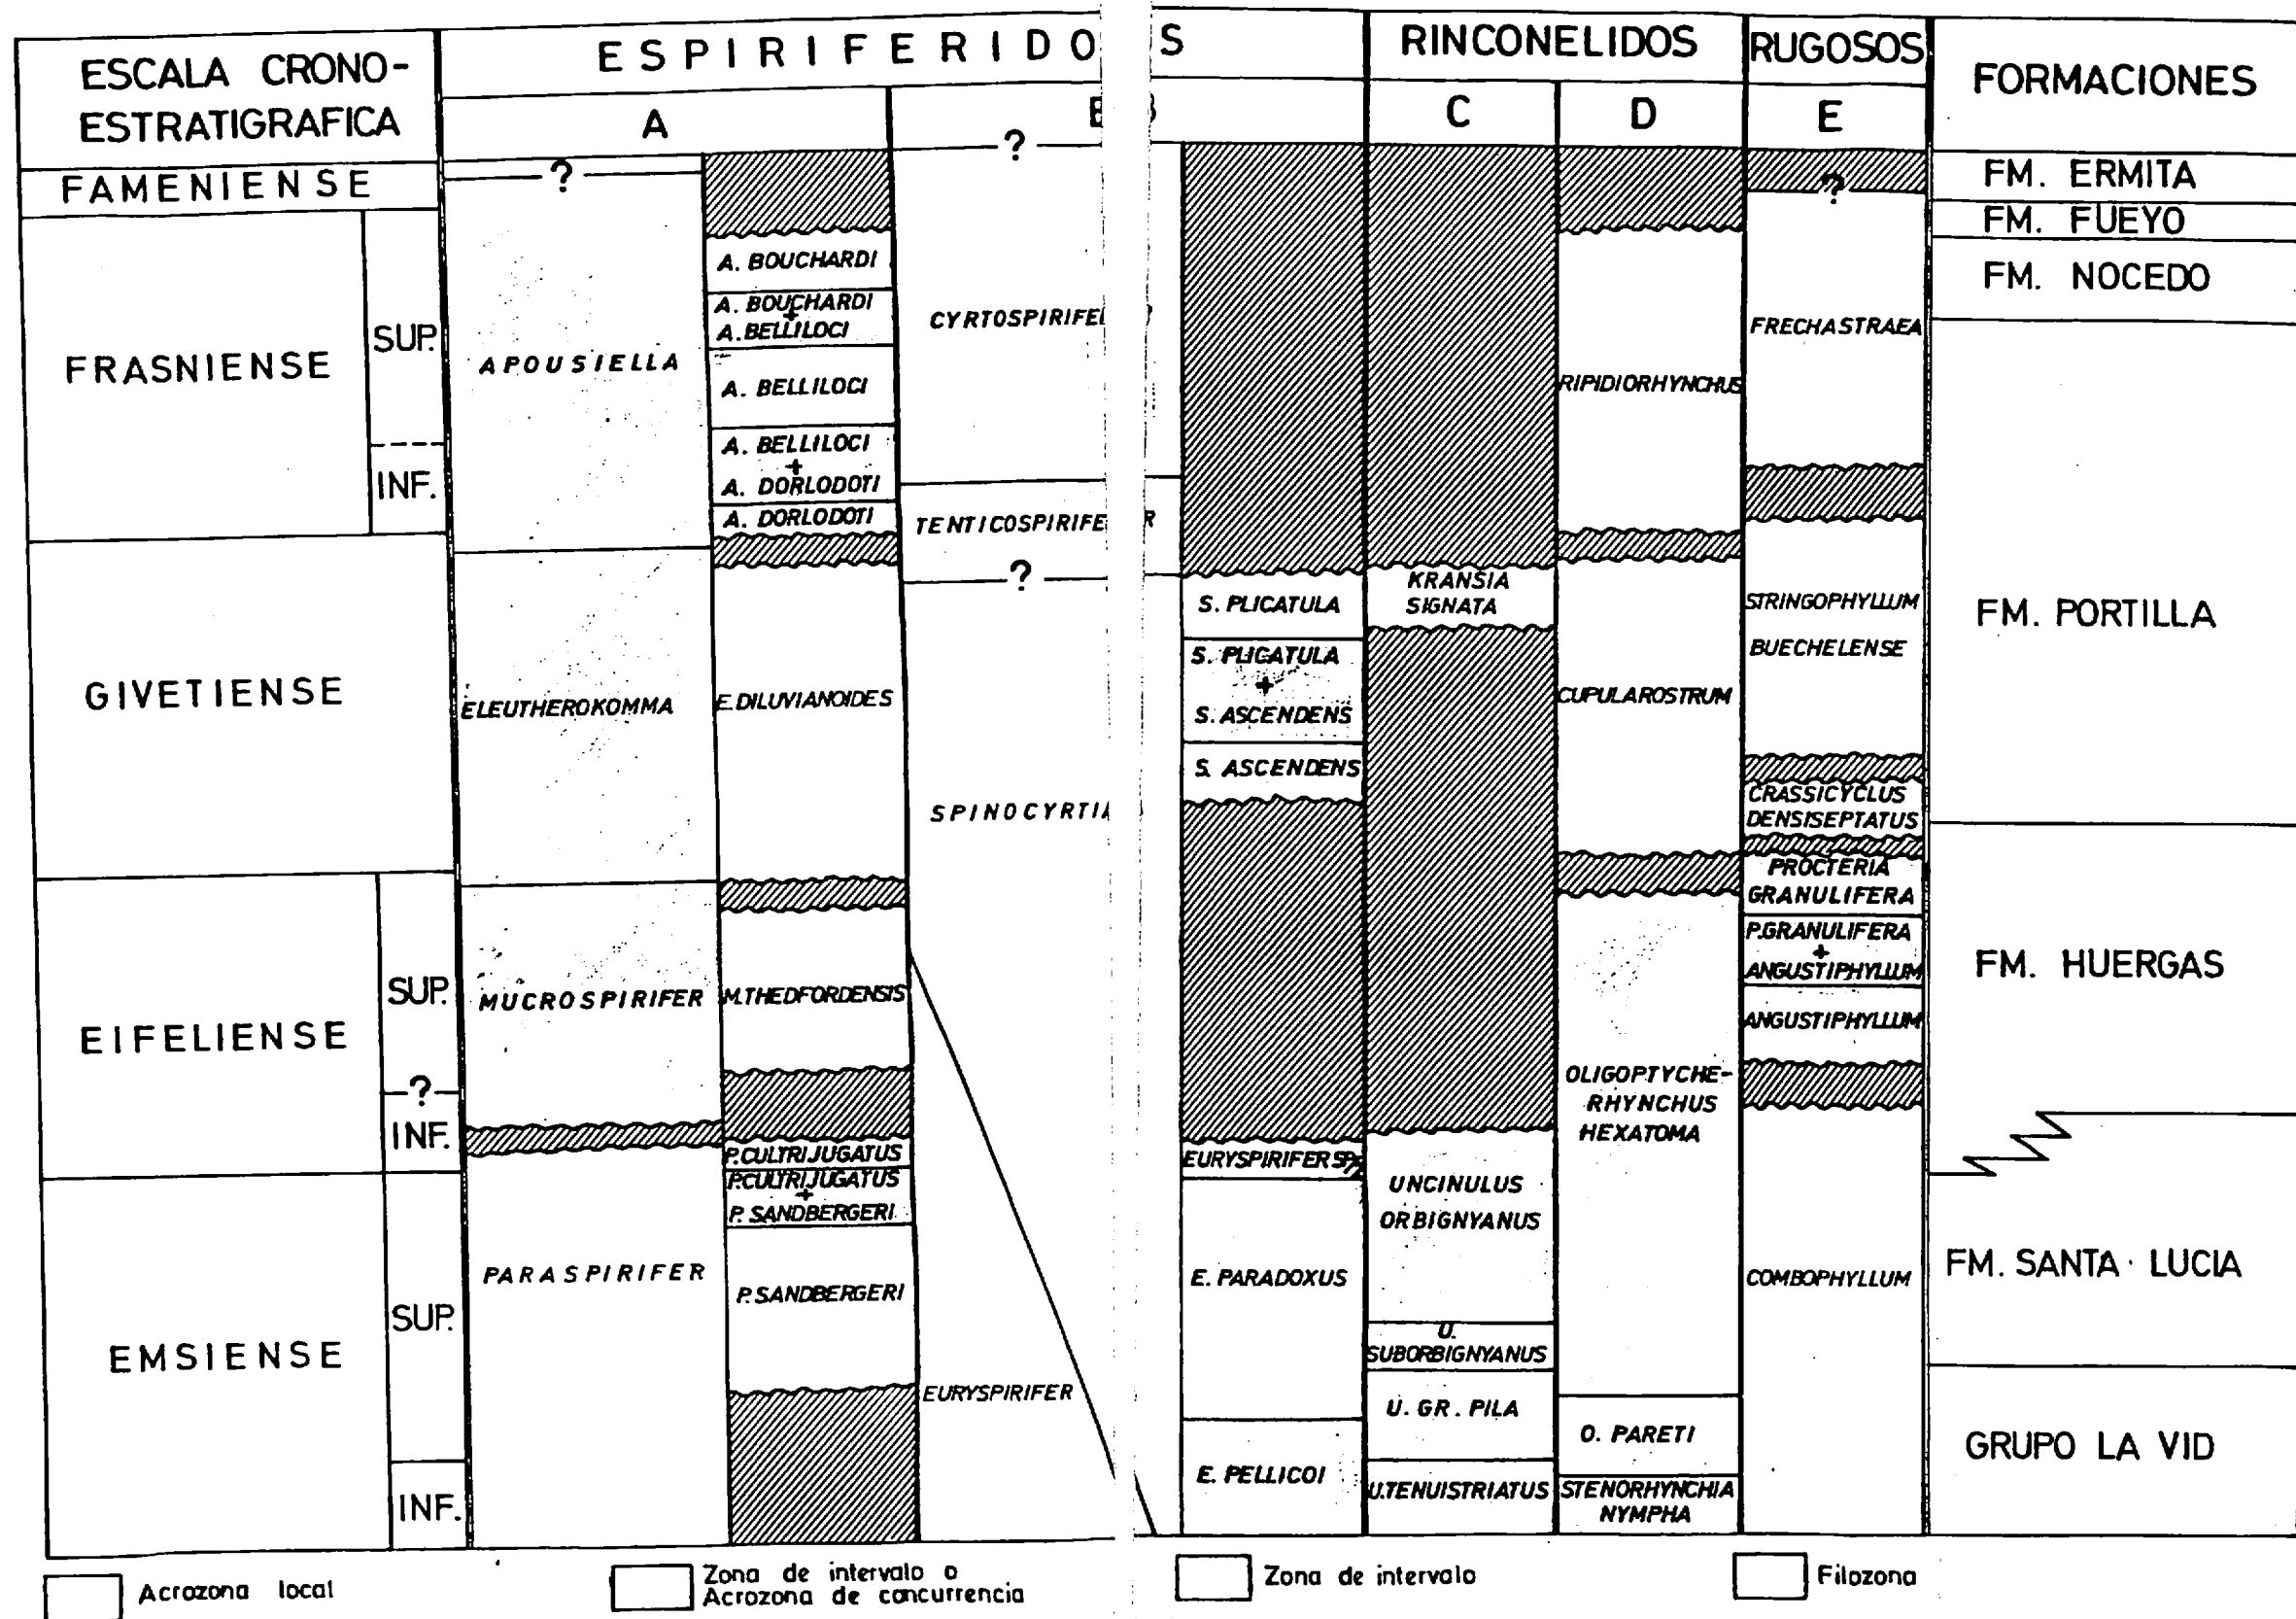 ESCALA CRONO-
ESTRATIGRAFICA
ESPIRIFERIDOS
RINCONELIDOS
RUGOSOS
FORMACIONES
A
B
C
D
E
FAMENIENSE
FRASNIENSE
SUP.
INF.
GIVETIENSE
EIFELIENSE
SUP.
?
INF.
EMSIENSE
SUP.
INF.
?
APOUSIELLA
ELEUTHEROKOMMA
MUCROSPIRIFER
PARASPIRIFER
A. BOUCHARDI
A. BOUCHARDI
+
A. BELLILOCI
A. BELLILOCI
A. BELLILOCI
+
A. DORLODOTI
A. DORLODOTI
E. DILUVIANOIDES
M. THEDFORDENSIS
P. CULTRIJUGATUS
P. CULTRIJUGATUS
+
P. SANDBERGERI
P. SANDBERGERI
?
CYRTOSPIRIFE
TENTICOSPIRIFER
?
SPINOCYRTIA
EURYSPIRIFER
S. PLICATULA
S. PLICATULA
+
S. ASCENDENS
S. ASCENDENS
EURYSPIRIFER SP.
E. PARADOXUS
E. PELLICOI
KRANSIA
SIGNATA
UNCINULUS
ORBIGNYANUS
U.
SUBORBIGNYANUS
U. GR. PILA
U. TENUISTRIATUS
RIPIDIORHYNCHUS
CUPULAROSTRUM
OLIGOPTYCHE-
RHYNCHUS
HEXATOMA
O. PARETI
STENORHYNCHIA
NYMPHA
?
FRECHASTRAEA
STRINGOPHYLLUM
BUECHELENSE
CRASSICYCLUS
DENSISEPTATUS
PROCTERIA
GRANULIFERA
P. GRANULIFERA
+
ANGUSTIPHYLLUM
ANGUSTIPHYLLUM
COMBOPHYLLUM
FM. ERMITA
FM. FUEYO
FM. NOCEDO
FM. PORTILLA
FM. HUERGAS
FM. SANTA LUCIA
GRUPO LA VID
Acrozona local
Zona de intervalo o
Acrozona de concurrencia
Zona de intervalo
Filozona